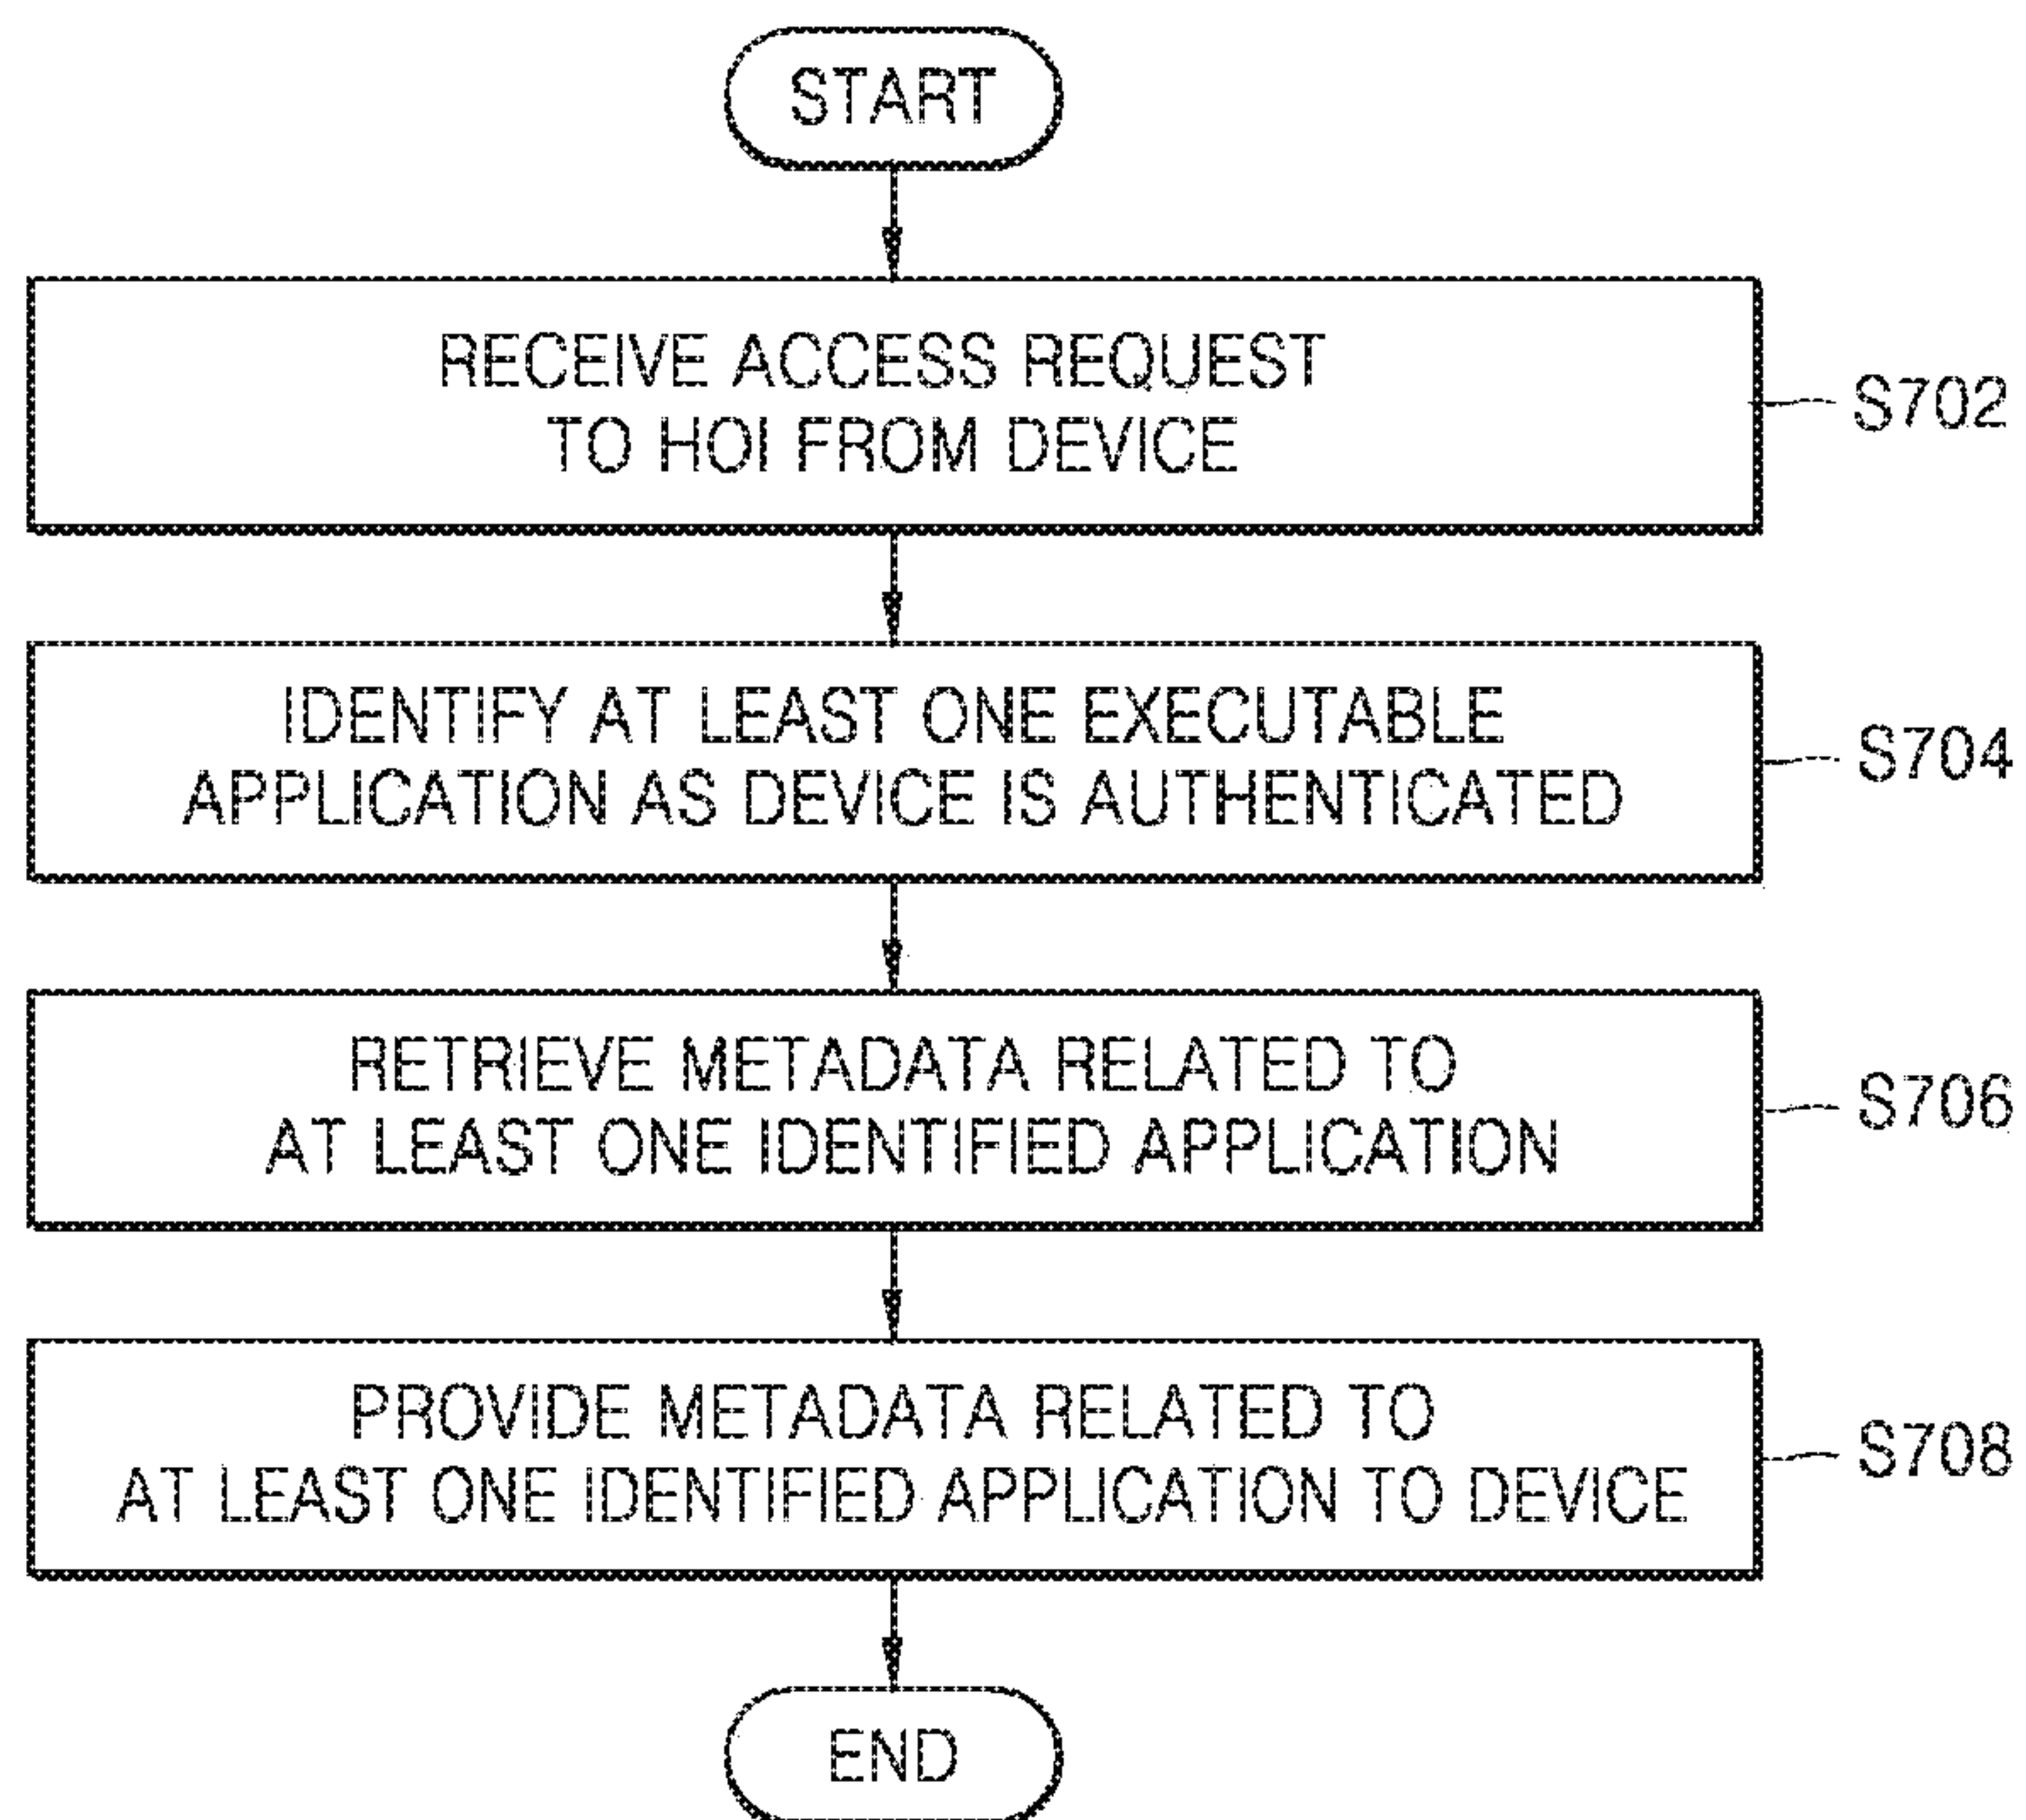 START
RECEIVE ACCESS REQUEST
TO HOI FROM DEVICE
S702
IDENTIFY AT LEAST ONE EXECUTABLE
APPLICATION AS DEVICE IS AUTHENTICATED
S704
RETRIEVE METADATA RELATED TO
AT LEAST ONE IDENTIFIED APPLICATION
S706
PROVIDE METADATA RELATED TO
AT LEAST ONE IDENTIFIED APPLICATION TO DEVICE
S708
END